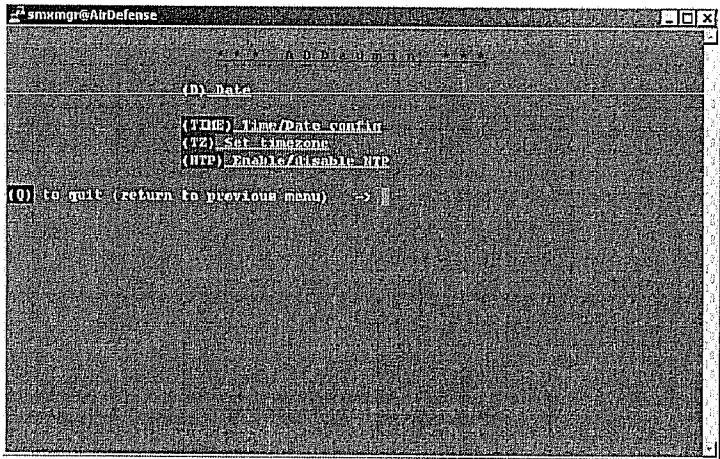 smxmgr@AirDefense
* * * ADDadmin * * *
(D) Date
(TIME) Time/Date config
(TZ) Set timezone
(NTP) Enable/disable NTP
(Q) to quit (return to previous menu) ->